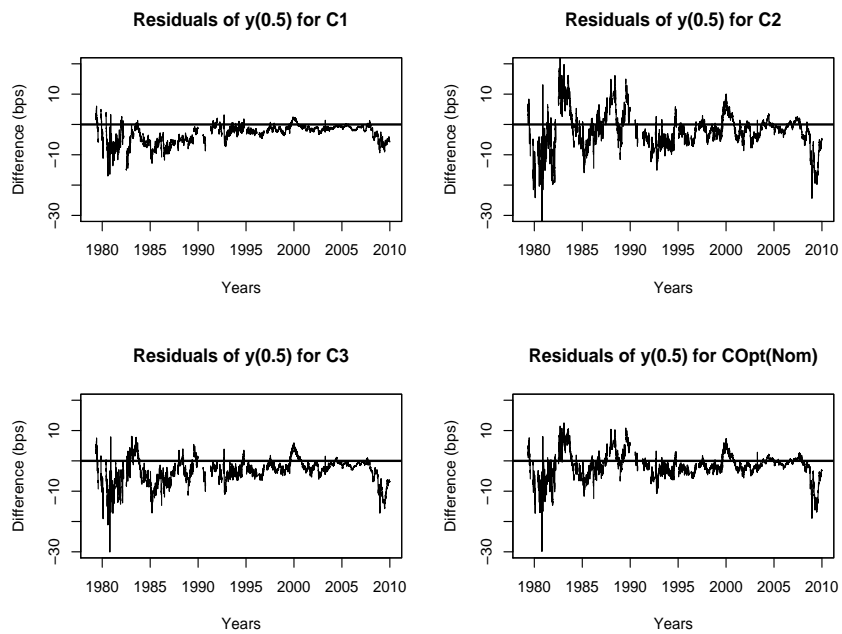 Residuals of y(0.5) for C1
Difference (bps)
10
−10
−30
1980 1985 1990 1995 2000 2005 2010
Years
Residuals of y(0.5) for C2
Difference (bps)
10
−10
−30
1980 1985 1990 1995 2000 2005 2010
Years
Residuals of y(0.5) for C3
Difference (bps)
10
−10
−30
1980 1985 1990 1995 2000 2005 2010
Years
Residuals of y(0.5) for COpt(Nom)
Difference (bps)
10
−10
−30
1980 1985 1990 1995 2000 2005 2010
Years